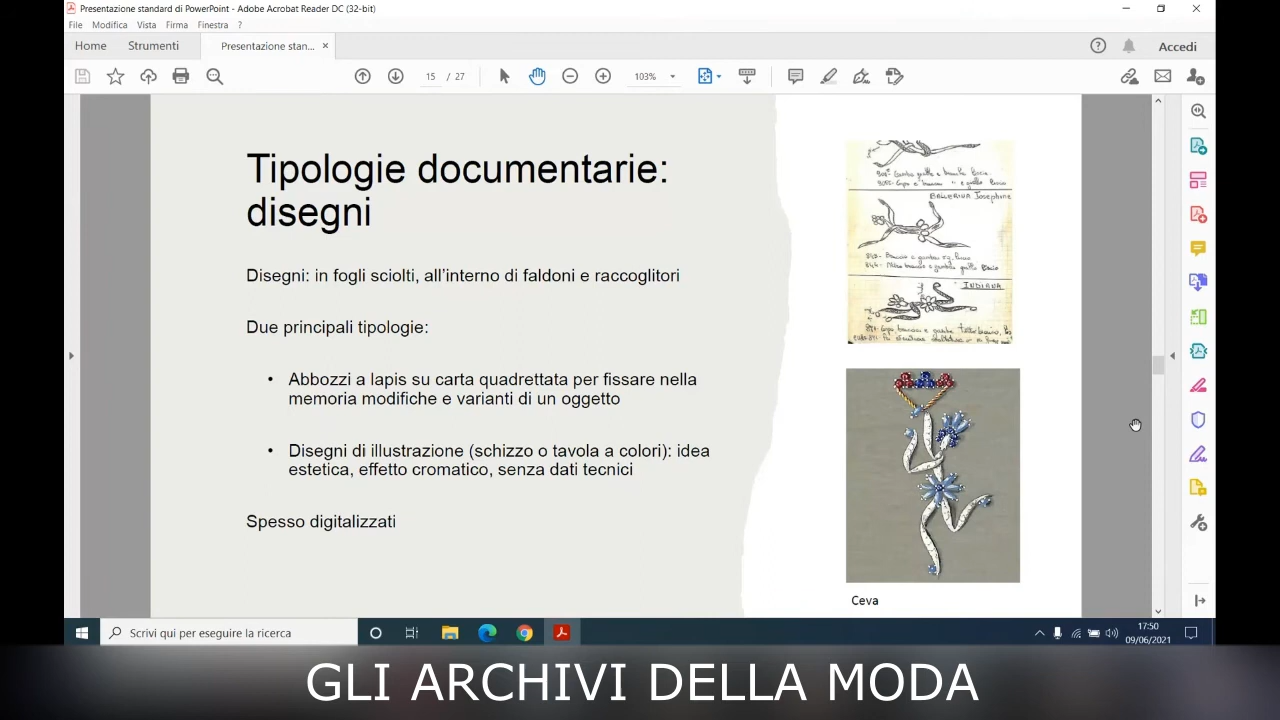 Presentazione standard di PowerPoint - Adobe Acrobat Reader DC (32-bit)
File Modifica Vista Firma Finestra ?
Home Strumenti Presentazione stan... × Accedi
15 / 27 103%
Tipologie documentarie:
disegni
Disegni: in fogli sciolti, all'interno di faldoni e raccoglitori
Due principali tipologie:
• Abbozzi a lapis su carta quadrettata per fissare nella
memoria modifiche e varianti di un oggetto
• Disegni di illustrazione (schizzo o tavola a colori): idea
estetica, effetto cromatico, senza dati tecnici
Spesso digitalizzati
BALLERINA Josephine
INDIANA
Ceva
Scrivi qui per eseguire la ricerca
17:50
09/06/2021
GLI ARCHIVI DELLA MODA